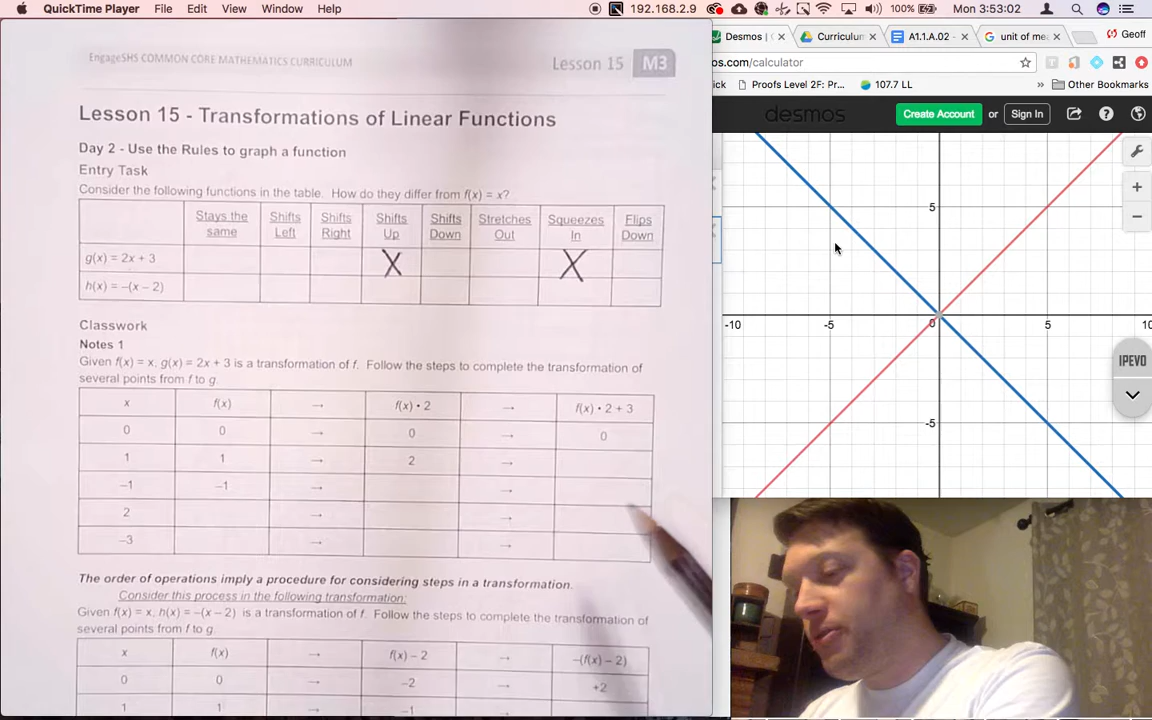 QuickTime Player File Edit View Window Help 192.168.2.9 100% Mon 3:53:02
Desmos | Curriculum A1.1.A.02 - unit of me Geoff
os.com/calculator
ick Proofs Level 2F: Pr... 107.7 LL » Other Bookmarks
desmos Create Account or Sign In
EngageSHS COMMON CORE MATHEMATICS CURRICULUM Lesson 15 M3
Lesson 15 - Transformations of Linear Functions
Day 2 - Use the Rules to graph a function
Entry Task
Consider the following functions in the table. How do they differ from f(x) = x?
Stays the same Shifts Left Shifts Right Shifts Up Shifts Down Stretches Out Squeezes In Flips Down
g(x) = 2x + 3 X X
h(x) = –(x – 2)
Classwork
Notes 1
Given f(x) = x, g(x) = 2x + 3 is a transformation of f. Follow the steps to complete the transformation of
several points from f to g.
x f(x) → f(x) • 2 → f(x) • 2 + 3
0 0 → 0 → 0
1 1 → 2 →
–1 –1 → →
2 → →
–3 → →
The order of operations imply a procedure for considering steps in a transformation.
Consider this process in the following transformation:
Given f(x) = x, h(x) = –(x – 2) is a transformation of f. Follow the steps to complete the transformation of
several points from f to g.
x f(x) → f(x) – 2 → –(f(x) – 2)
0 0 → –2 → +2
1 1 → –1 →
5
-10 -5 0 5 10
-5
+
−
IPEVO